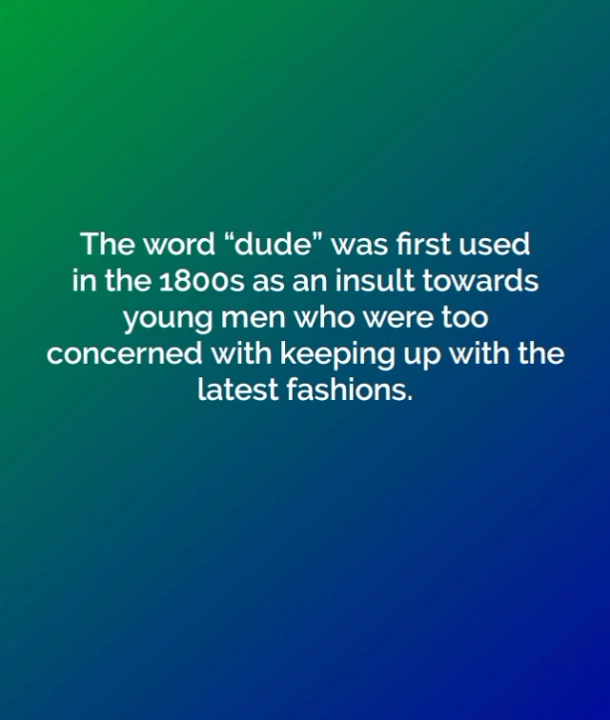 The word “dude” was first used
in the 1800s as an insult towards
young men who were too
concerned with keeping up with the
latest fashions.